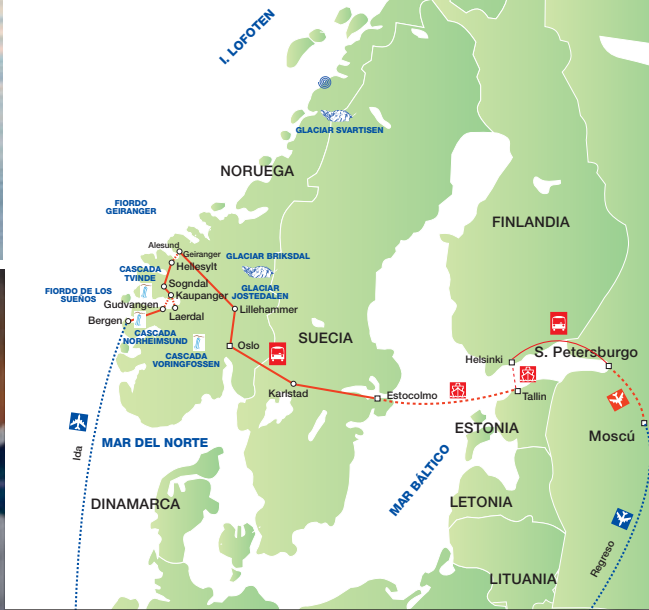 I. LOFOTEN
GLACIAR SVARTISEN
NORUEGA
FIORDO
GEIRANGER
FINLANDIA
Alesund
Geiranger
Hellesylt
GLACIAR BRIKSDAL
CASCADA
TVINDE
GLACIAR
JOSTEDALEN
FIORDO DE LOS
SUEÑOS
Sogndal
Kaupanger
Gudvangen
Laerdal
Lillehammer
Bergen
CASCADA
NORHEIMSUND
CASCADA
VORINGFOSSEN
Oslo
SUECIA
Helsinki
S. Petersburgo
Karlstad
Estocolmo
Tallin
ESTONIA
Moscú
Ida
MAR DEL NORTE
MAR BÁLTICO
DINAMARCA
LETONIA
Regreso
LITUANIA